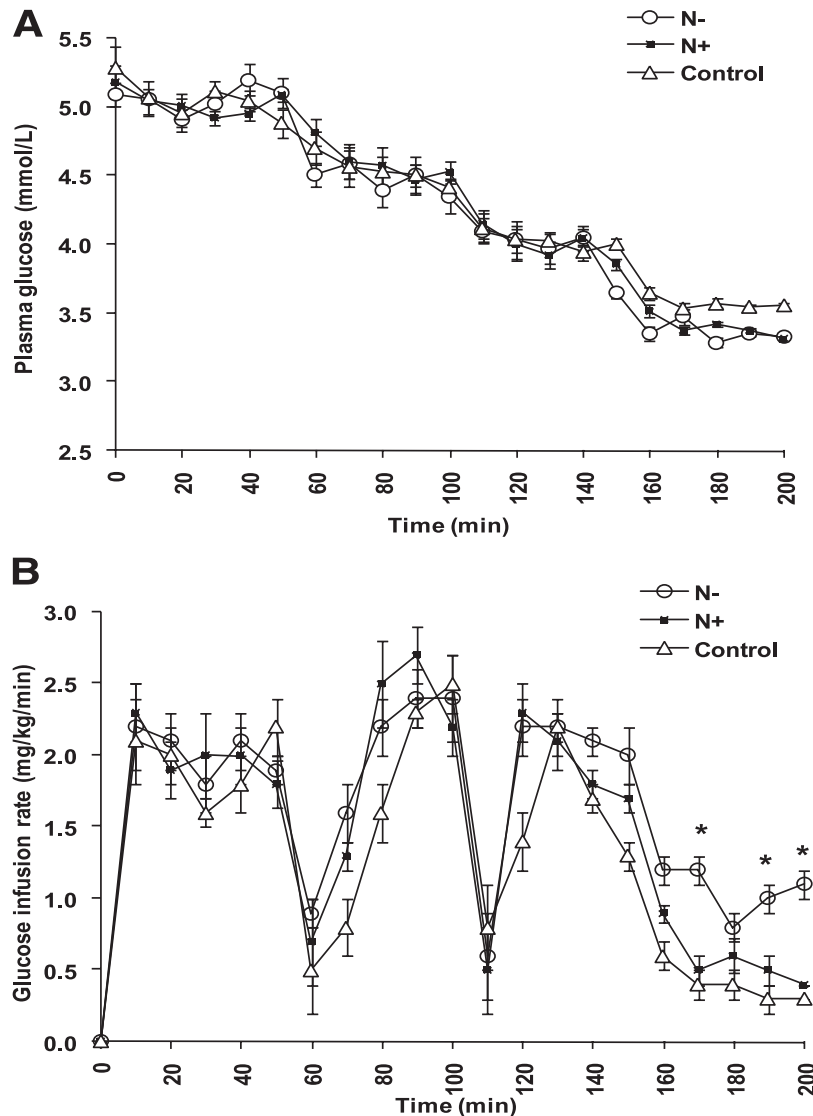 A
N-
N+
Control
Plasma glucose (mmol/L)
5.5
5.0
4.5
4.0
3.5
3.0
2.5
0
20
40
60
80
100
120
140
160
180
200
Time (min)
B
N-
N+
Control
Glucose infusion rate (mg/kg/min)
3.0
2.5
2.0
1.5
1.0
0.5
0.0
* * *
0
20
40
60
80
100
120
140
160
180
200
Time (min)